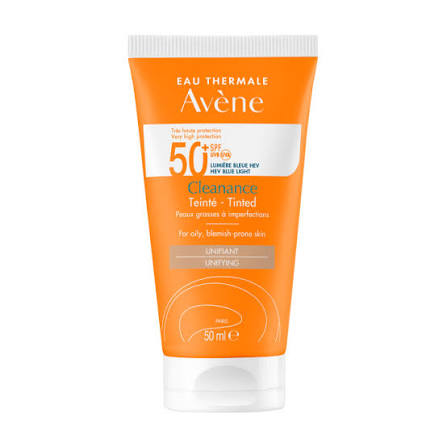 EAU THERMALE
Avène
Très haute protection
Very high protection
50+ SPF
UVB-UVA
LUMIÈRE BLEUE HEV
HEV BLUE LIGHT
Cleanance
Teinté - Tinted
Peaux grasses à imperfections
For oily, blemish-prone skin
UNIFIANT
UNIFYING
PARIS
50 ml ℮